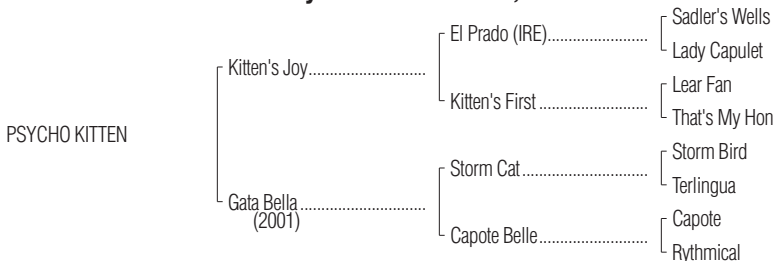 Sadler's Wells
El Prado (IRE)
Lady Capulet
Kitten's Joy
Lear Fan
Kitten's First
That's My Hon
PSYCHO KITTEN
Storm Bird
Storm Cat
Terlingua
Gata Bella
(2001)
Capote
Capote Belle
Rythmical